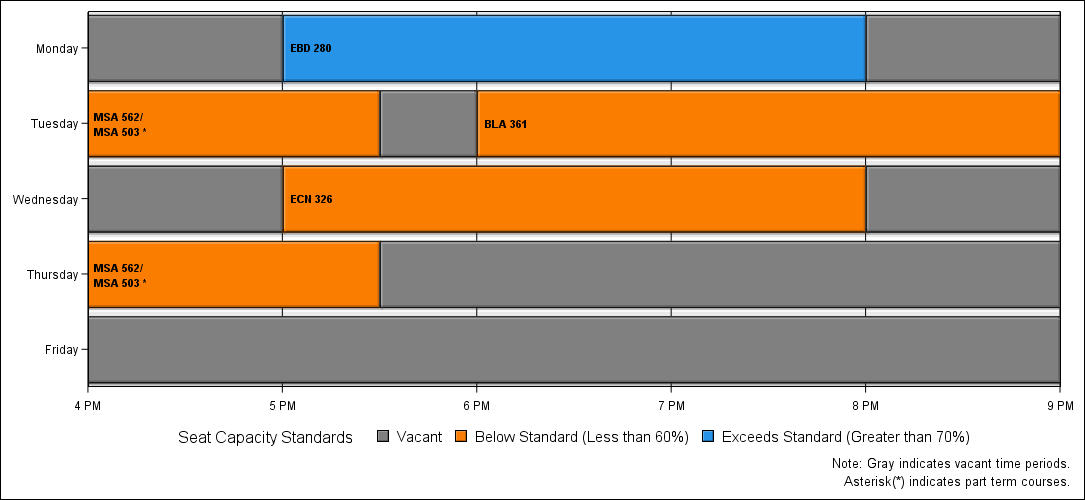 Monday
EBD 280
Tuesday
MSA 562/
MSA 503 *
BLA 361
Wednesday
ECN 326
Thursday
MSA 562/
MSA 503 *
Friday
4 PM 5 PM 6 PM 7 PM 8 PM 9 PM
Seat Capacity Standards Vacant Below Standard (Less than 60%) Exceeds Standard (Greater than 70%)
Note: Gray indicates vacant time periods.
Asterisk(*) indicates part term courses.